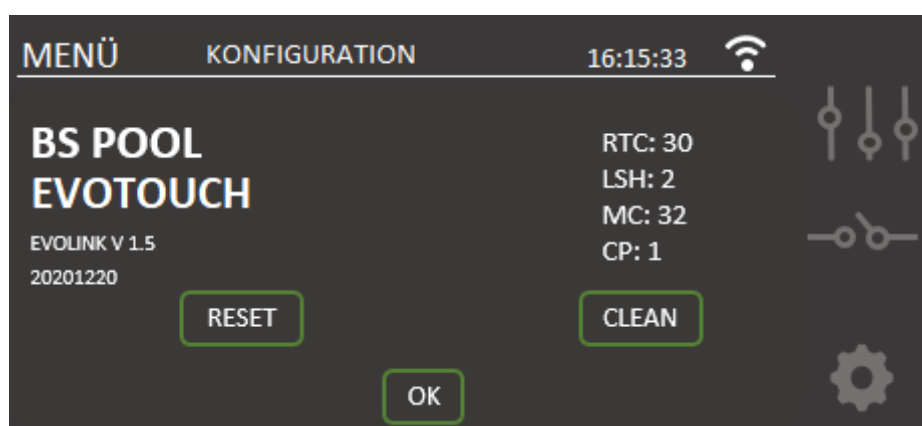 MENÜ KONFIGURATION 16:15:33
BS POOL
EVOTOUCH
EVOLINK V 1.5
20201220
RTC: 30
LSH: 2
MC: 32
CP: 1
RESET CLEAN
OK